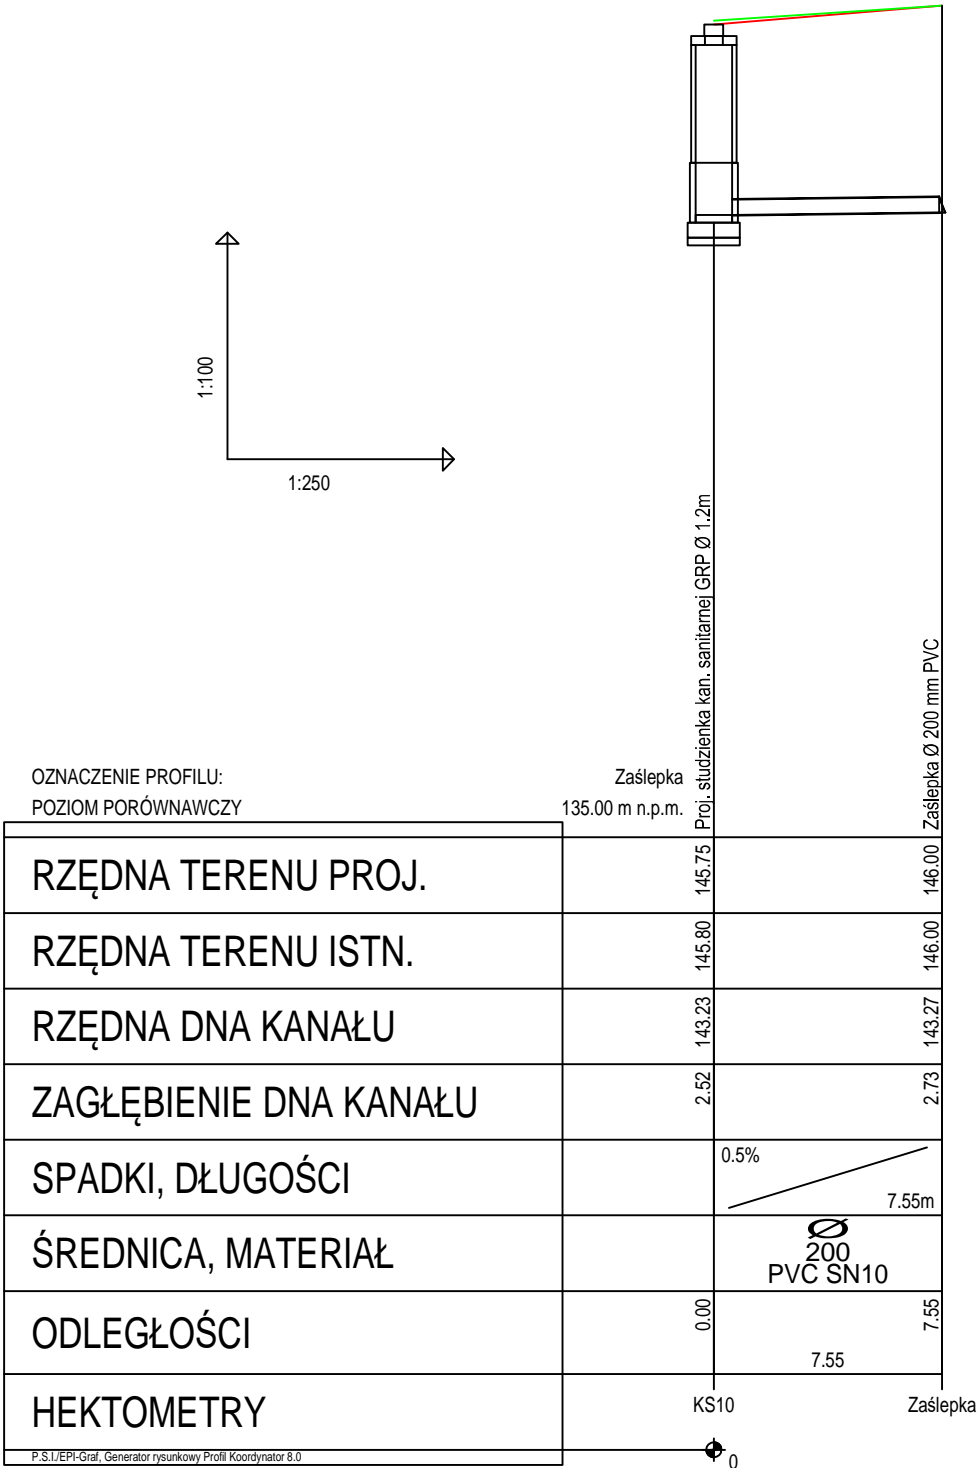 1:100
1:250
Proj. studzienka kan. sanitarnej GRP Ø 1.2m
Zaślepka Ø 200 mm PVC
OZNACZENIE PROFILU: Zaślepka
POZIOM PORÓWNAWCZY 135.00 m n.p.m.
RZĘDNA TERENU PROJ. 145.75 146.00
RZĘDNA TERENU ISTN. 145.80 146.00
RZĘDNA DNA KANAŁU 143.23 143.27
ZAGŁĘBIENIE DNA KANAŁU 2.52 2.73
SPADKI, DŁUGOŚCI 0.5% 7.55m
ŚREDNICA, MATERIAŁ Ø
200
PVC SN10
ODLEGŁOŚCI 0.00 7.55 7.55
HEKTOMETRY KS10 Zaślepka
P.S.I./EPI-Graf, Generator rysunkowy Profil Koordynator 8.0
0